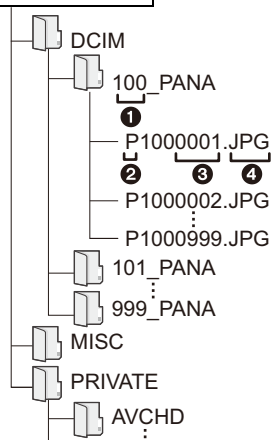 DCIM
100_PANA
❶
P1000001.JPG
❷ ❸ ❹
P1000002.JPG
P1000999.JPG
101_PANA
999_PANA
MISC
PRIVATE
AVCHD